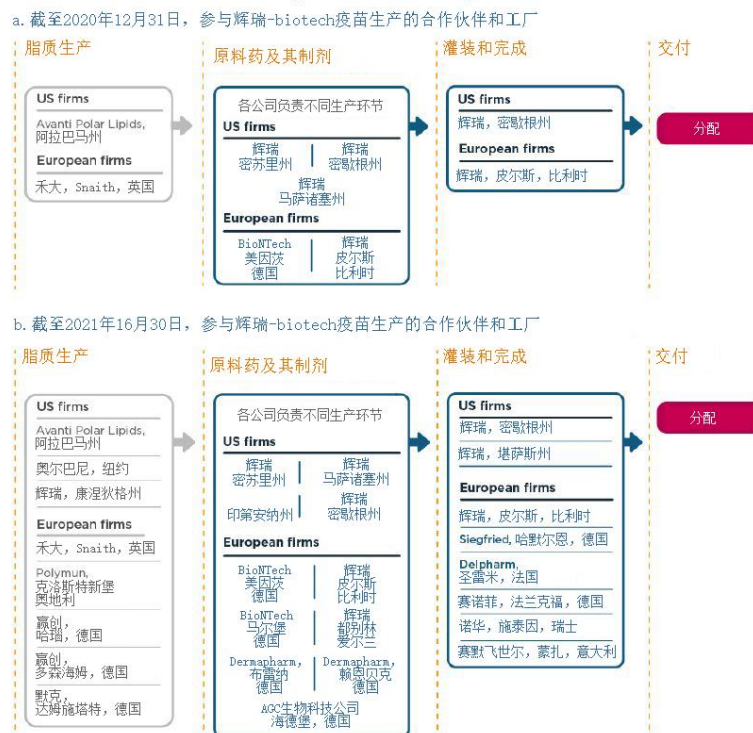 a. 截至2020年12月31日，参与辉瑞-biotech疫苗生产的合作伙伴和工厂
脂质生产
US firms
Avanti Polar Lipids,
阿拉巴马州
European firms
禾大，Snaith，英国
原料药及其制剂
各公司负责不同生产环节
US firms
辉瑞
密苏里州
辉瑞
密歇根州
辉瑞
马萨诸塞州
European firms
BioNTech
美因茨
德国
辉瑞
皮尔斯
比利时
灌装和完成
US firms
辉瑞，密歇根州
European firms
辉瑞，皮尔斯，比利时
交付
分配
b. 截至2021年16月30日，参与辉瑞-biotech疫苗生产的合作伙伴和工厂
脂质生产
US firms
Avanti Polar Lipids,
阿拉巴马州
奥尔巴尼，纽约
辉瑞，康涅狄格州
European firms
禾大，Snaith，英国
Polymun,
克洛斯特新堡
奥地利
赢创，
哈瑙，德国
赢创，
多森海姆，德国
默克，
达姆施塔特，德国
原料药及其制剂
各公司负责不同生产环节
US firms
辉瑞
密苏里州
辉瑞
马萨诸塞州
印第安纳州
辉瑞
密歇根州
European firms
BioNTech
美因茨
德国
辉瑞
皮尔斯
比利时
BioNTech
马尔堡
德国
辉瑞
都别林
爱尔兰
Dermapharm,
布雷纳
德国
Dermapharm,
赖恩贝克
德国
AGC生物科技公司
海德堡，德国
灌装和完成
US firms
辉瑞，密歇根州
辉瑞，堪萨斯州
European firms
辉瑞，皮尔斯，比利时
Siegfried, 哈默尔恩，德国
Delpharm,
圣雷米，法国
赛诺菲，法兰克福，德国
诺华，施泰因，瑞士
赛默飞世尔，蒙扎，意大利
交付
分配